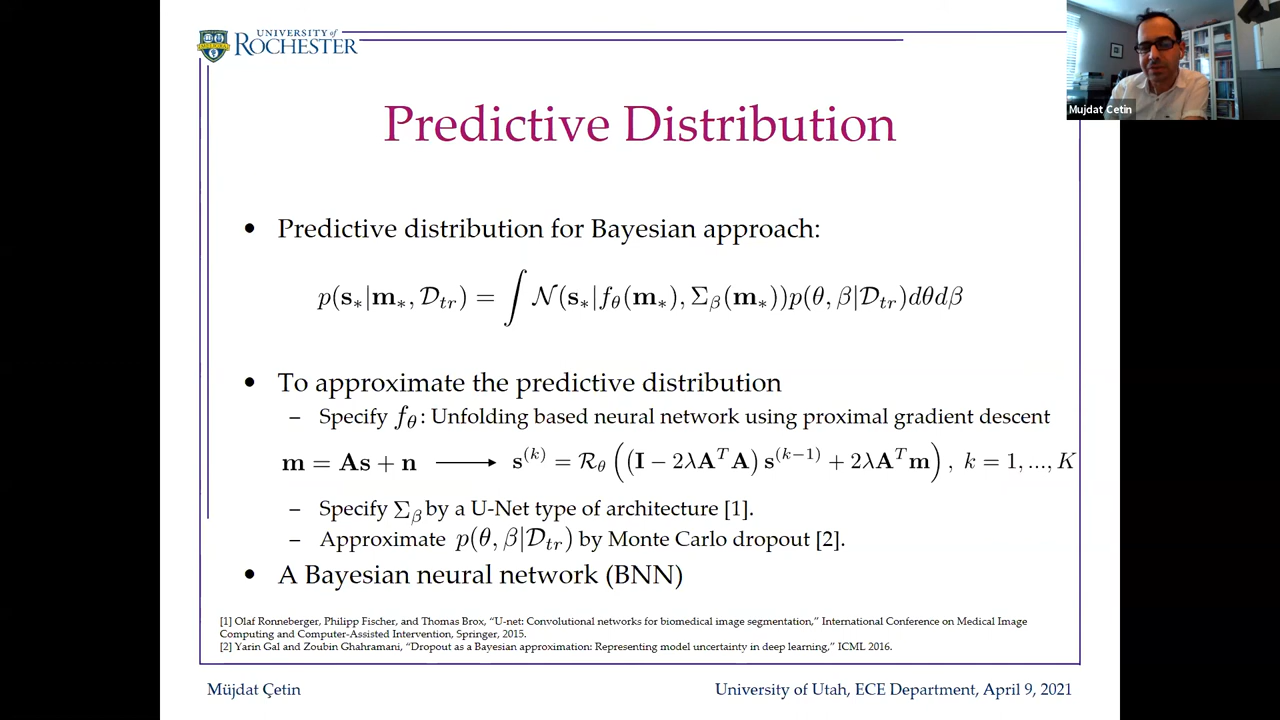 UNIVERSITY of
ROCHESTER
MELIORA
Mujdat Cetin
Predictive Distribution
• Predictive distribution for Bayesian approach:
p(s∗|m∗, 𝒟tr) = ∫ 𝒩(s∗|fθ(m∗), Σβ(m∗))p(θ, β|𝒟tr)dθdβ
• To approximate the predictive distribution
– Specify fθ: Unfolding based neural network using proximal gradient descent
m = As + n ⟶ s^(k) = ℛθ((I − 2λA^T A) s^(k−1) + 2λA^T m), k = 1, ..., K
– Specify Σβ by a U-Net type of architecture [1].
– Approximate p(θ, β|𝒟tr) by Monte Carlo dropout [2].
• A Bayesian neural network (BNN)
[1] Olaf Ronneberger, Philipp Fischer, and Thomas Brox, “U-net: Convolutional networks for biomedical image segmentation,” International Conference on Medical Image
Computing and Computer-Assisted Intervention, Springer, 2015.
[2] Yarin Gal and Zoubin Ghahramani, “Dropout as a Bayesian approximation: Representing model uncertainty in deep learning,” ICML 2016.
Müjdat Çetin
University of Utah, ECE Department, April 9, 2021